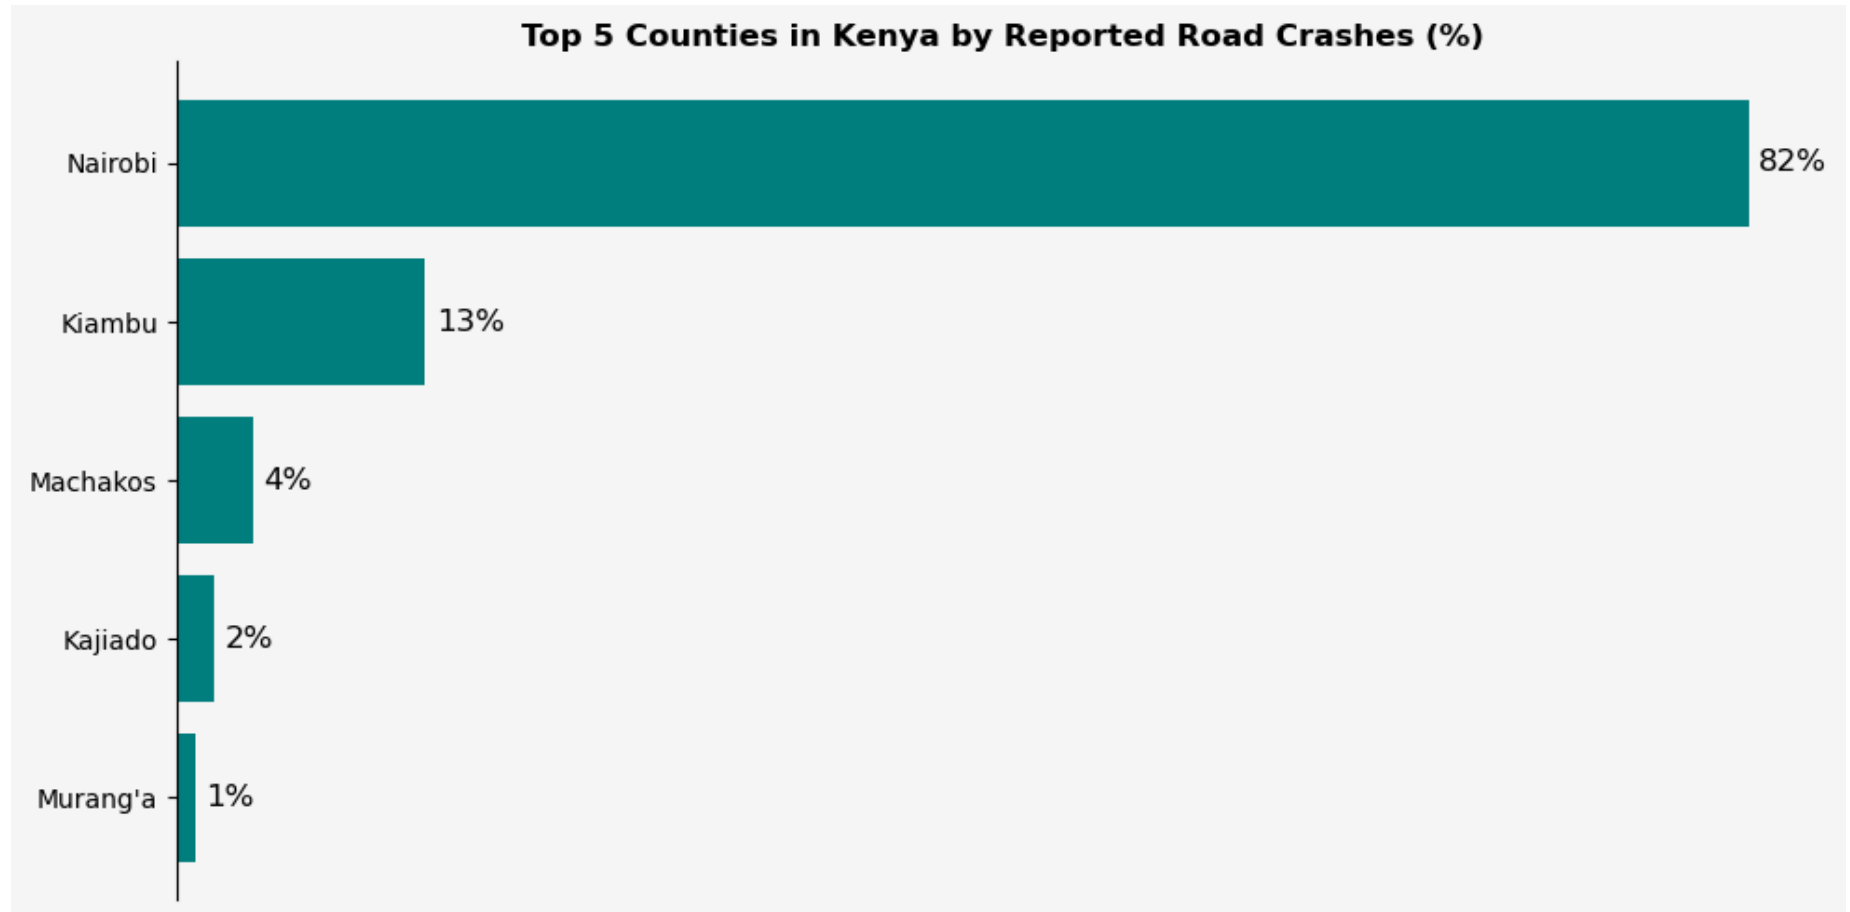 Top 5 Counties in Kenya by Reported Road Crashes (%)
Nairobi 82%
Kiambu 13%
Machakos 4%
Kajiado 2%
Murang'a 1%